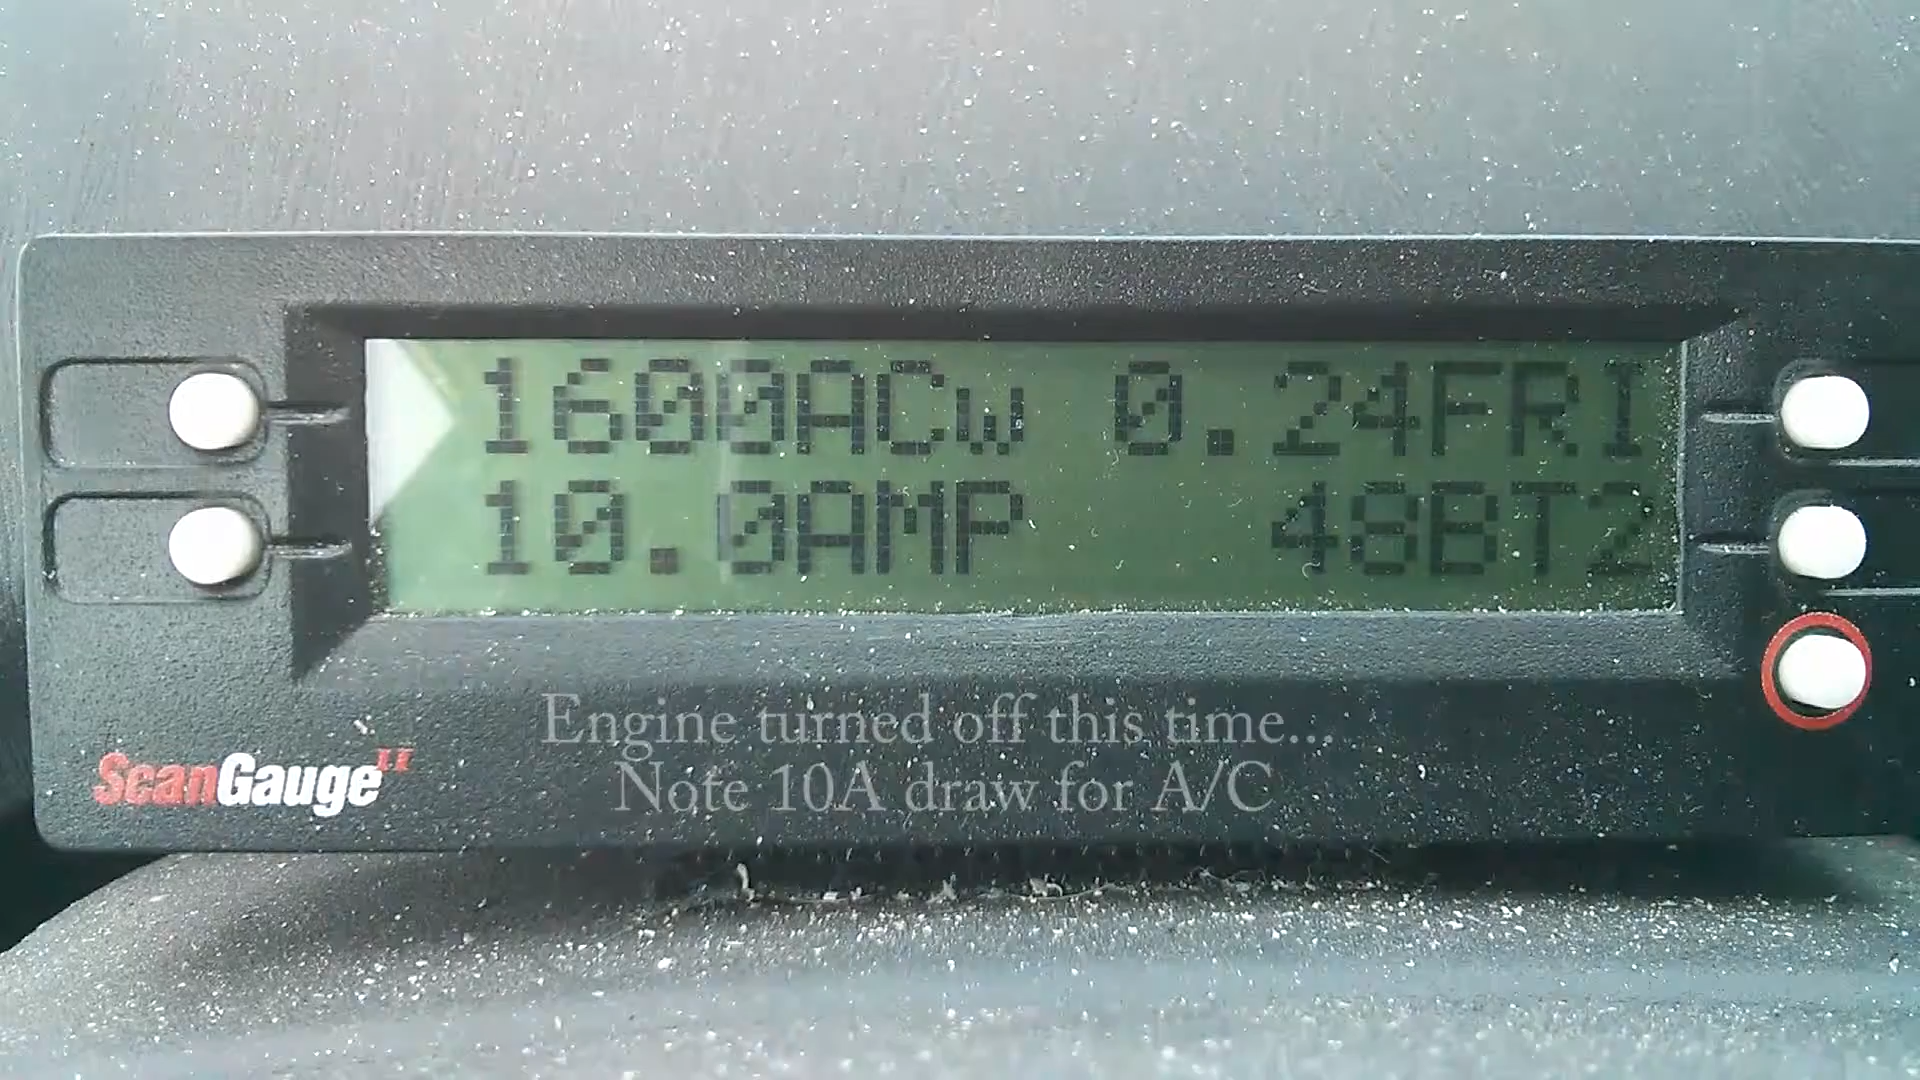 1600ACw 0.24FRI
10.0AMP 48BT2
Engine turned off this time...
Note 10A draw for A/C
ScanGauge II